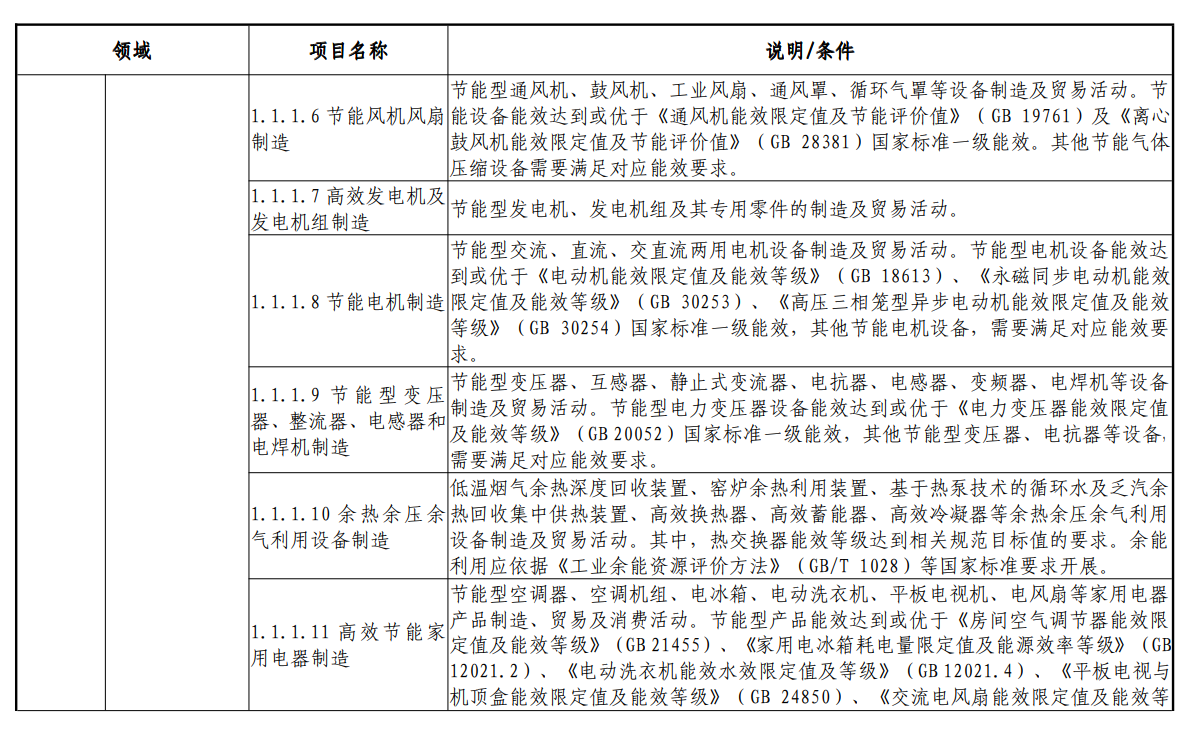 领域 项目名称 说明/条件
1.1.1.6 节能风机风扇
制造
节能型通风机、鼓风机、工业风扇、通风罩、循环气罩等设备制造及贸易活动。节
能设备能效达到或优于《通风机能效限定值及节能评价值》（GB 19761）及《离心
鼓风机能效限定值及节能评价值》（GB 28381）国家标准一级能效。其他节能气体
压缩设备需要满足对应能效要求。
1.1.1.7 高效发电机及
发电机组制造
节能型发电机、发电机组及其专用零件的制造及贸易活动。
1.1.1.8 节能电机制造
节能型交流、直流、交直流两用电机设备制造及贸易活动。节能型电机设备能效达
到或优于《电动机能效限定值及能效等级》（GB 18613）、《永磁同步电动机能效
限定值及能效等级》（GB 30253）、《高压三相笼型异步电动机能效限定值及能效
等级》（GB 30254）国家标准一级能效，其他节能电机设备，需要满足对应能效要
求。
1.1.1.9 节能型变压
器、整流器、电感器和
电焊机制造
节能型变压器、互感器、静止式变流器、电抗器、电感器、变频器、电焊机等设备
制造及贸易活动。节能型电力变压器设备能效达到或优于《电力变压器能效限定值
及能效等级》（GB 20052）国家标准一级能效，其他节能型变压器、电抗器等设备，
需要满足对应能效要求。
1.1.1.10 余热余压余
气利用设备制造
低温烟气余热深度回收装置、窑炉余热利用装置、基于热泵技术的循环水及乏汽余
热回收集中供热装置、高效换热器、高效蓄能器、高效冷凝器等余热余压余气利用
设备制造及贸易活动。其中，热交换器能效等级达到相关规范目标值的要求。余能
利用应依据《工业余能资源评价方法》（GB/T 1028）等国家标准要求开展。
1.1.1.11 高效节能家
用电器制造
节能型空调器、空调机组、电冰箱、电动洗衣机、平板电视机、电风扇等家用电器
产品制造、贸易及消费活动。节能型产品能效达到或优于《房间空气调节器能效限
定值及能效等级》（GB 21455）、《家用电冰箱耗电量限定值及能源效率等级》（GB
12021.2）、《电动洗衣机能效水效限定值及等级》（GB 12021.4）、《平板电视与
机顶盒能效限定值及能效等级》（GB 24850）、《交流电风扇能效限定值及能效等